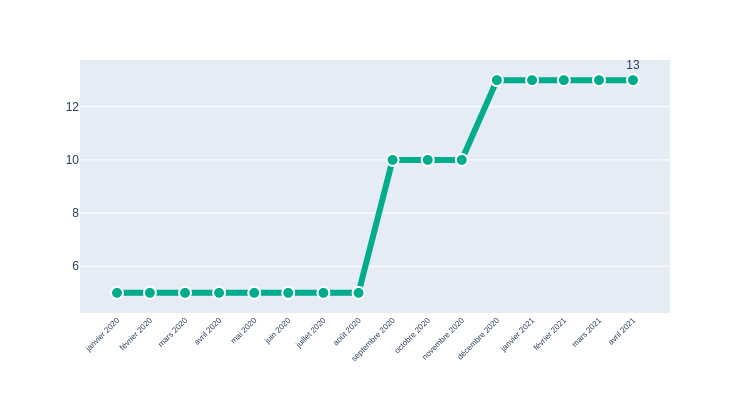 13
12
10
8
6
janvier 2020
février 2020
mars 2020
avril 2020
mai 2020
juin 2020
juillet 2020
août 2020
septembre 2020
octobre 2020
novembre 2020
décembre 2020
janvier 2021
février 2021
mars 2021
avril 2021